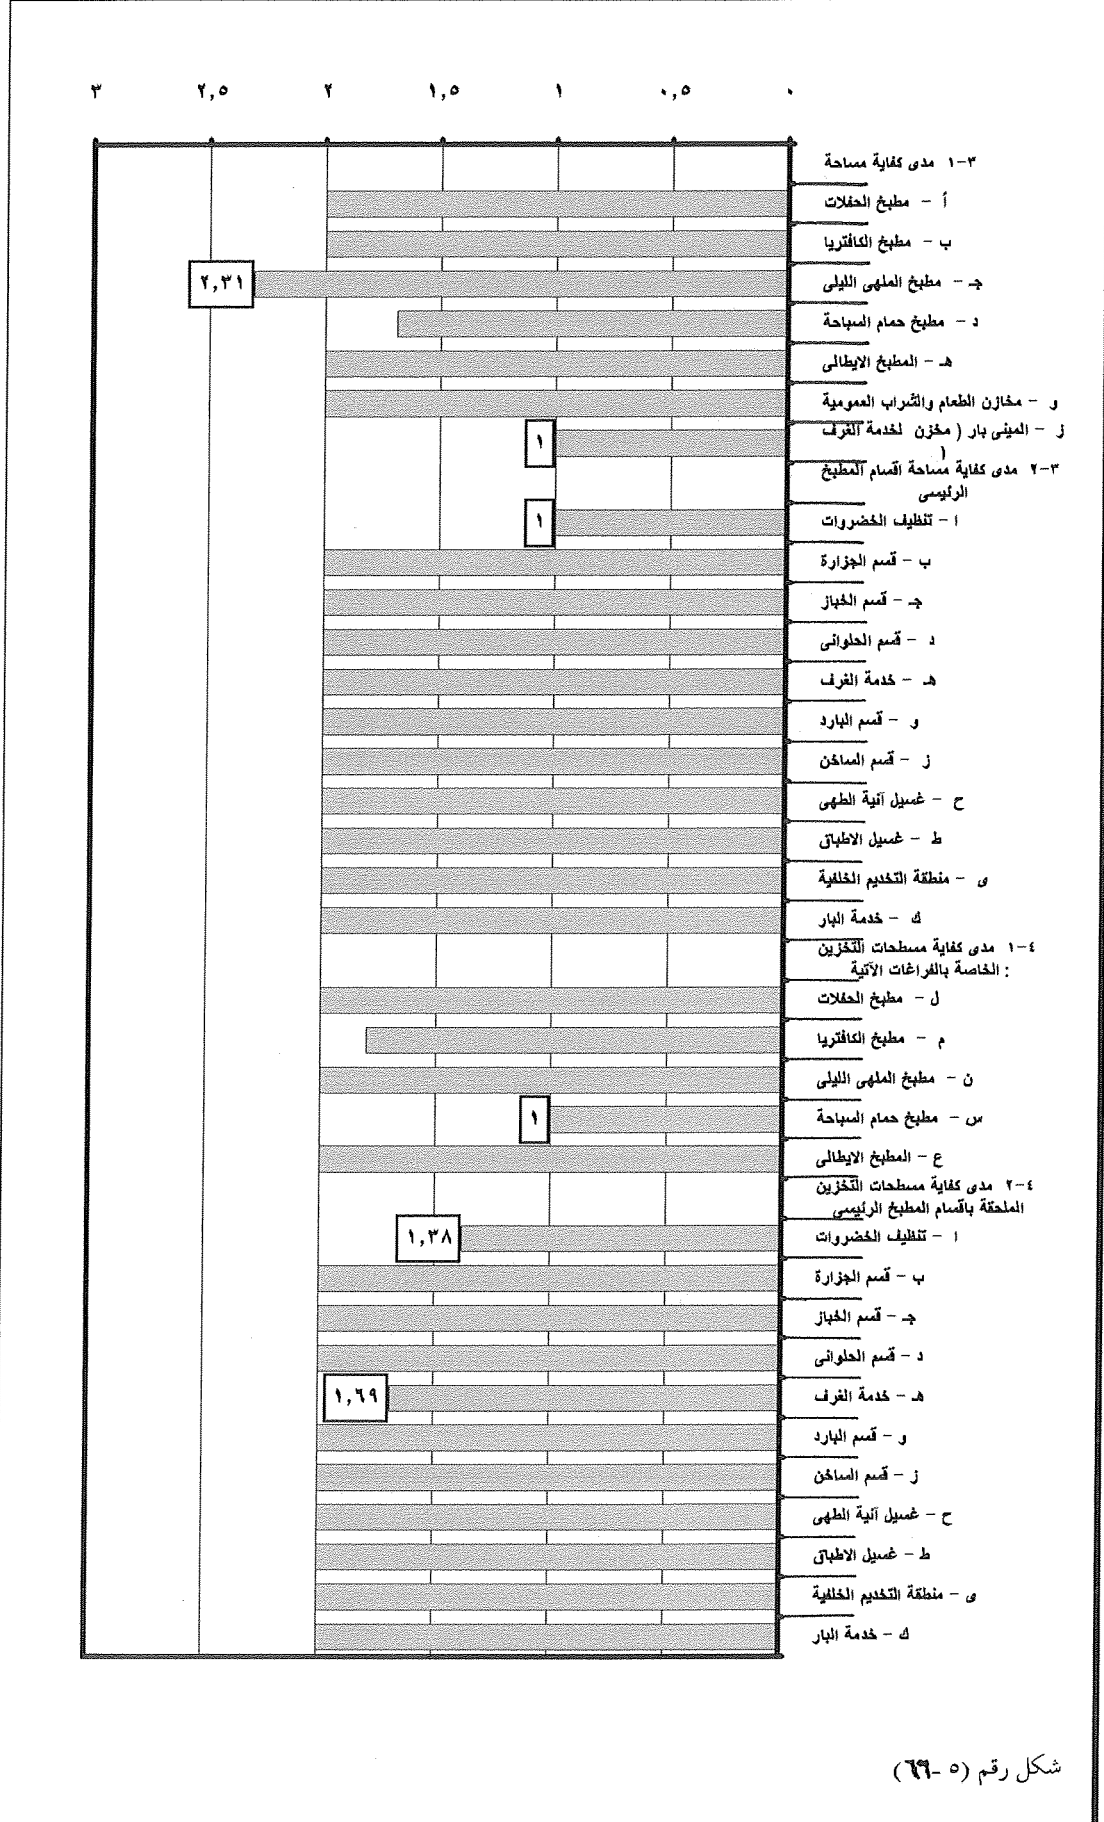 ٠ ٠,٥ ١ ١,٥ ٢ ٢,٥ ٣
٣-١ مدى كفاية مساحة
أ - مطبخ الحفلات
ب - مطبخ الكافتريا
جـ - مطبخ الملهى الليلى
٢,٣١
د - مطبخ حمام السباحة
هـ - المطبخ الايطالى
و - مخازن الطعام والشراب العمومية
ز - المينى بار ( مخزن لخدمة الغرف
)
١
٣-٢ مدى كفاية مساحة اقسام المطبخ
الرئيسى
ا - تنظيف الخضروات
١
ب - قسم الجزارة
جـ - قسم الخباز
د - قسم الحلوانى
هـ - خدمة الغرف
و - قسم البارد
ز - قسم الساخن
ح - غسيل آنية الطهى
ط - غسيل الاطباق
ى - منطقة التخديم الخلفية
ك - خدمة البار
٤-١ مدى كفاية مسطحات التخزين
الخاصة بالفراغات الآتية :
ل - مطبخ الحفلات
م - مطبخ الكافتريا
ن - مطبخ الملهى الليلى
س - مطبخ حمام السباحة
١
ع - المطبخ الايطالى
٤-٢ مدى كفاية مسطحات التخزين
الملحقة باقسام المطبخ الرئيسى
ا - تنظيف الخضروات
١,٣٨
ب - قسم الجزارة
جـ - قسم الخباز
د - قسم الحلوانى
هـ - خدمة الغرف
١,٦٩
و - قسم البارد
ز - قسم الساخن
ح - غسيل آنية الطهى
ط - غسيل الاطباق
ى - منطقة التخديم الخلفية
ك - خدمة البار
شكل رقم (٥ -٦٩)